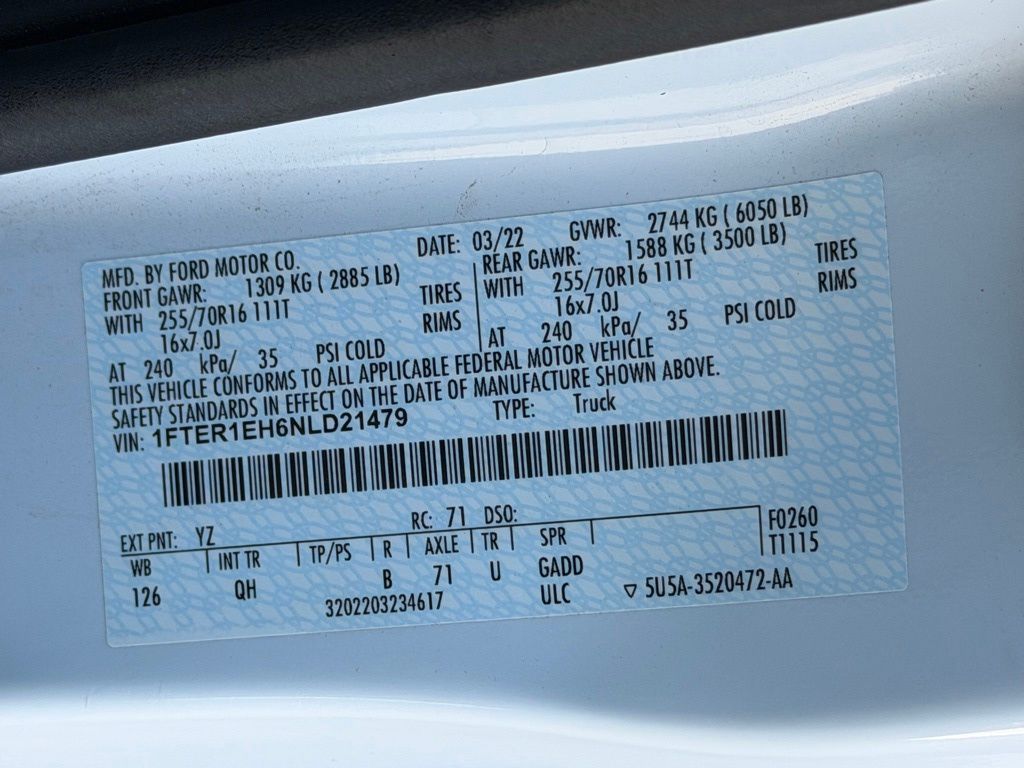 MFD. BY FORD MOTOR CO. DATE: 03/22 GVWR: 2744 KG ( 6050 LB)
FRONT GAWR: 1309 KG ( 2885 LB) REAR GAWR: 1588 KG ( 3500 LB)
WITH 255/70R16 111T TIRES WITH 255/70R16 111T TIRES
16x7.0J RIMS 16x7.0J RIMS
AT 240 kPa/ 35 PSI COLD AT 240 kPa/ 35 PSI COLD
THIS VEHICLE CONFORMS TO ALL APPLICABLE FEDERAL MOTOR VEHICLE
SAFETY STANDARDS IN EFFECT ON THE DATE OF MANUFACTURE SHOWN ABOVE.
VIN: 1FTER1EH6NLD21479 TYPE: Truck
EXT PNT: YZ RC: 71 DSO: F0260
WB INT TR TP/PS R AXLE TR SPR T1115
126 QH B 71 U GADD
3202203234617 ULC ▽ 5U5A-3520472-AA